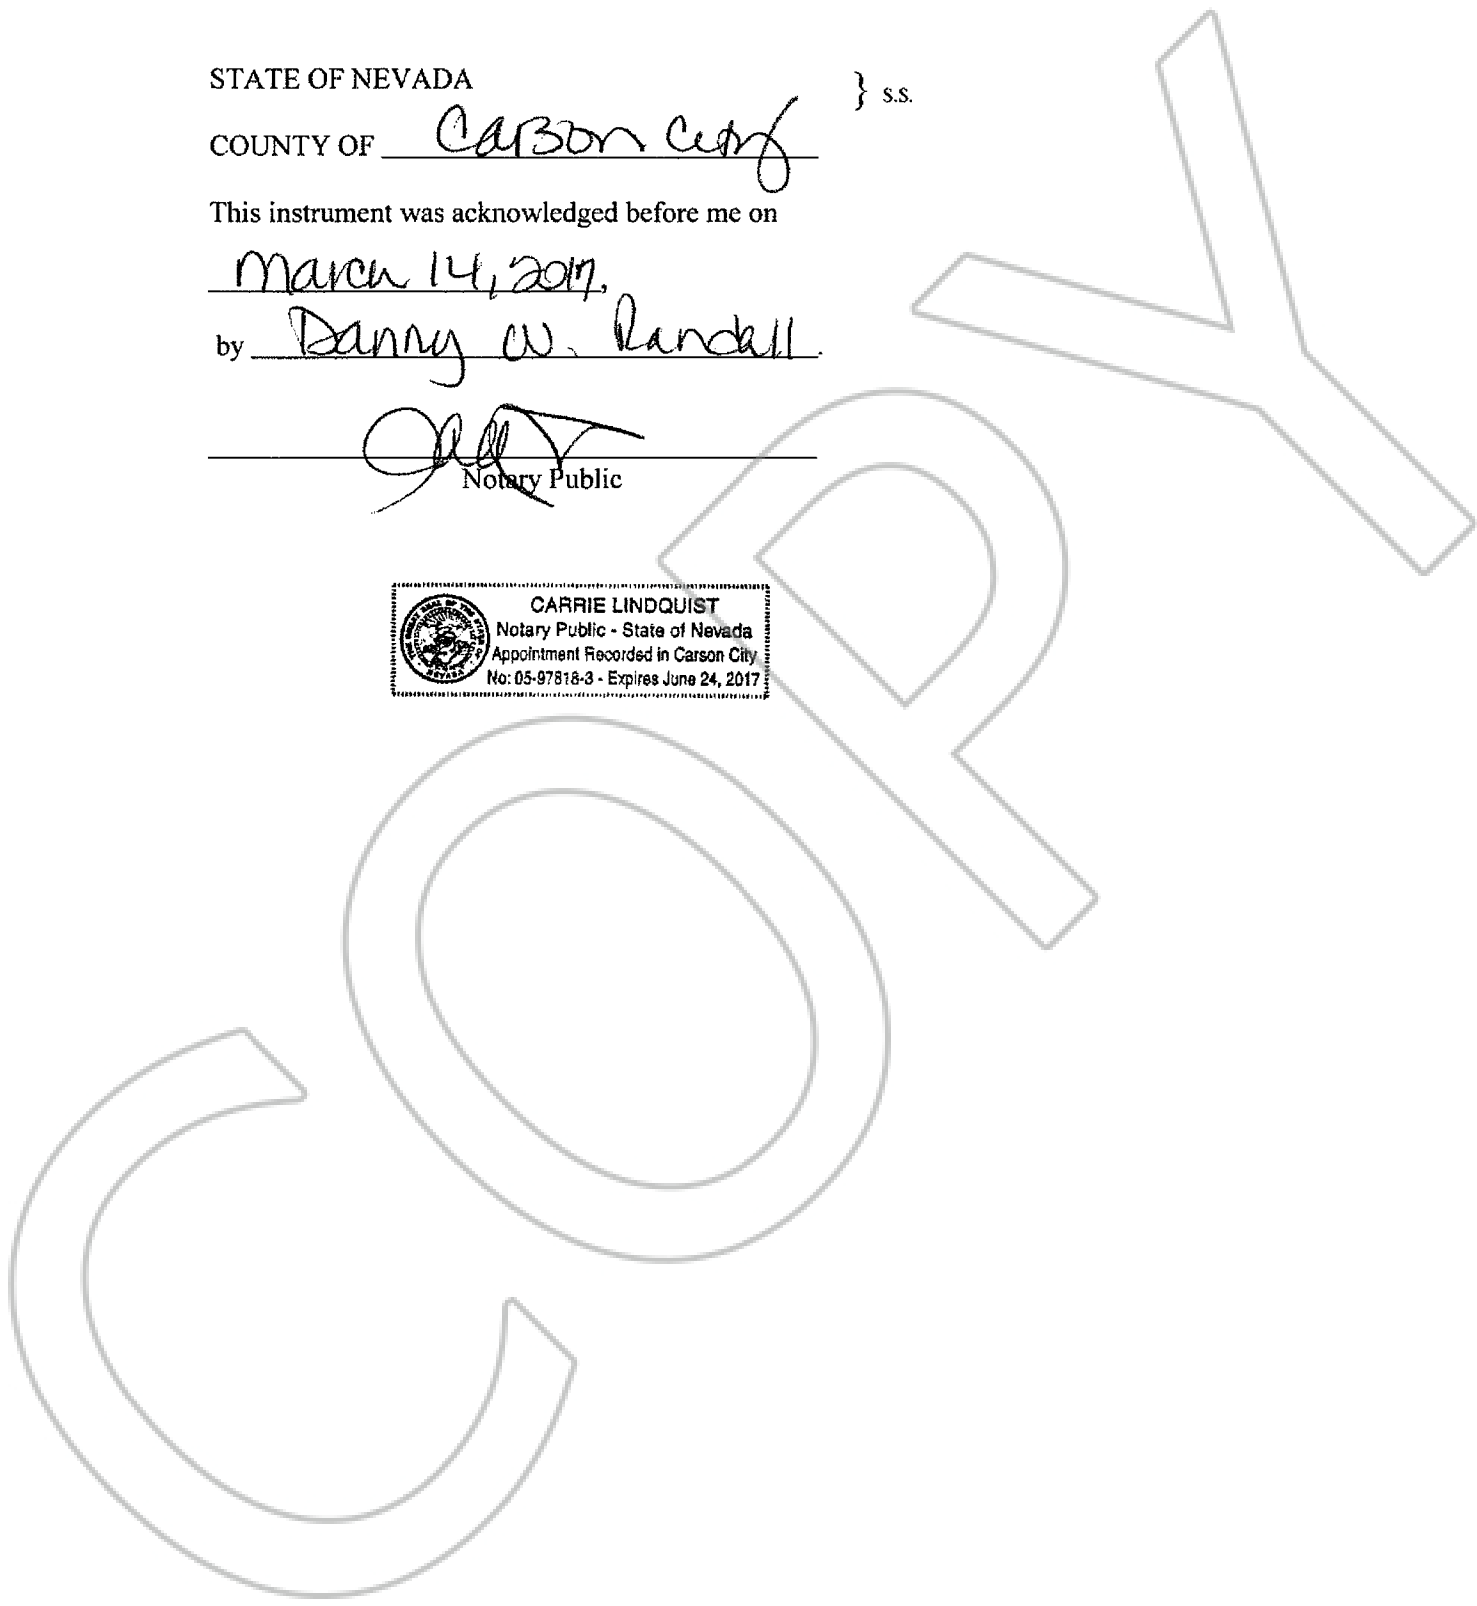 STATE OF NEVADA } s.s.
COUNTY OF Carson City
This instrument was acknowledged before me on
March 14, 2017,
by Danny W. Randall.
Notary Public
CARRIE LINDQUIST
Notary Public - State of Nevada
Appointment Recorded in Carson City
No: 05-97818-3 - Expires June 24, 2017
COPY